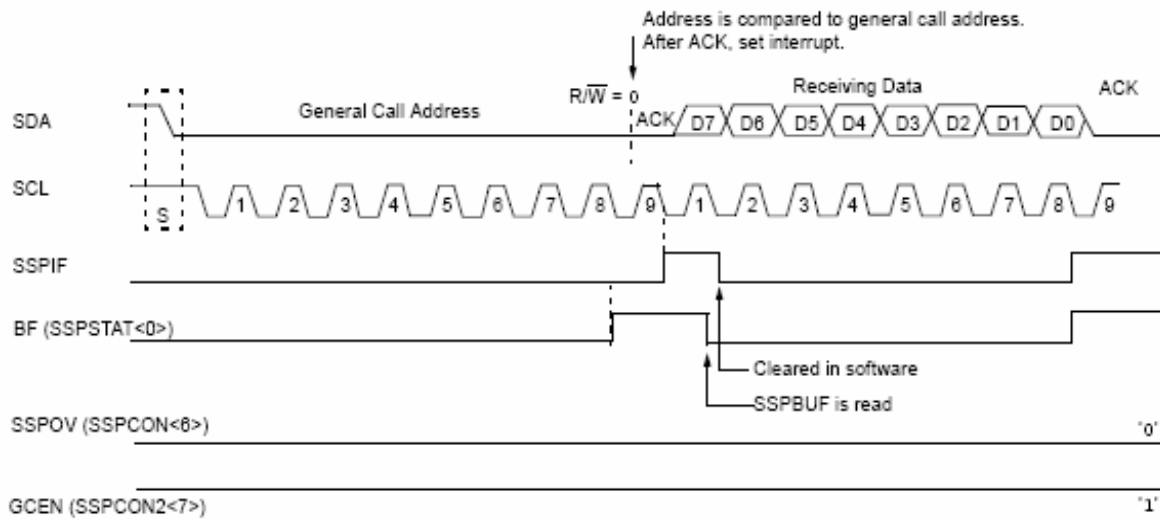 Address is compared to general call address.
After ACK, set interrupt.
R/W = 0
Receiving Data
ACK
SDA
General Call Address
ACK
D7 D6 D5 D4 D3 D2 D1 D0
SCL
S
1 2 3 4 5 6 7 8 9 1 2 3 4 5 6 7 8 9
SSPIF
BF (SSPSTAT<0>)
Cleared in software
SSPBUF is read
SSPOV (SSPCON<6>)
'0'
GCEN (SSPCON2<7>)
'1'